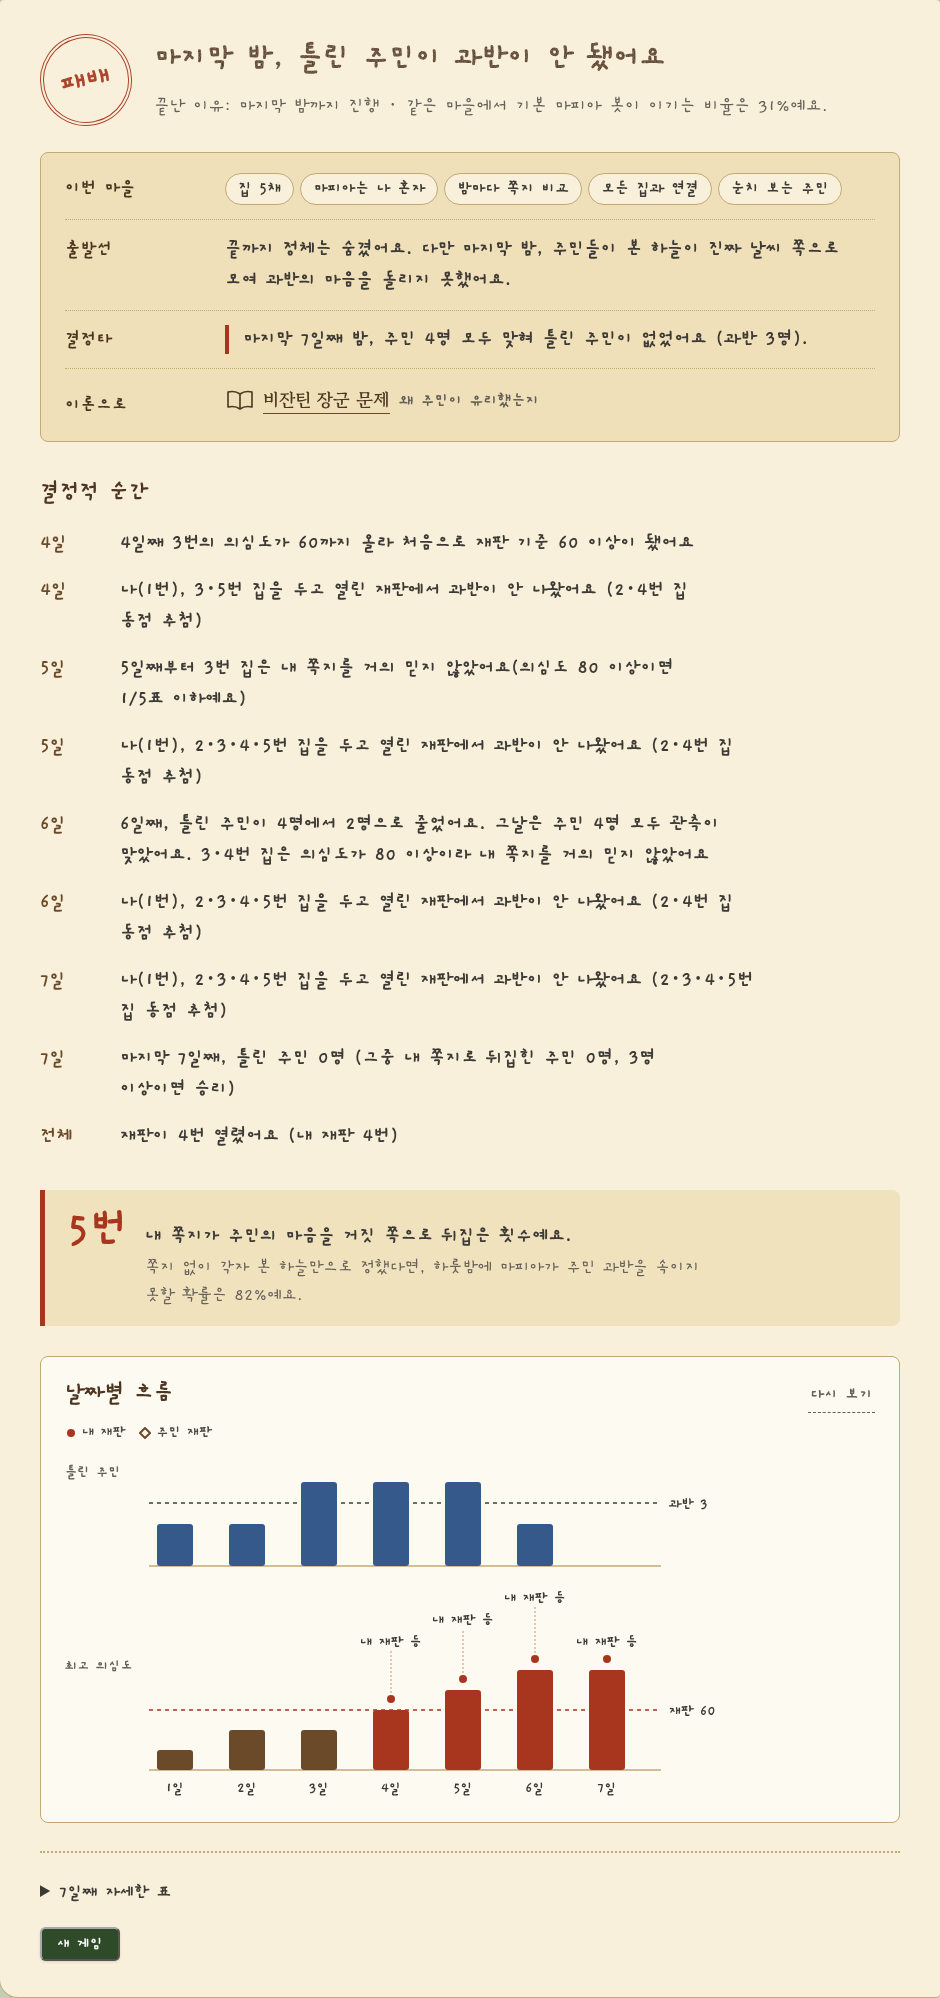 패배
마지막 밤, 틀린 주민이 과반이 안 됐어요
끝난 이유: 마지막 밤까지 진행 · 같은 마을에서 기본 마피아 봇이 이기는 비율은 31%예요.
이번 마을
집 5채
마피아는 나 혼자
밤마다 쪽지 비교
모든 집과 연결
눈치 보는 주민
출발선
끝까지 정체는 숨겼어요. 다만 마지막 밤, 주민들이 본 하늘이 진짜 날씨 쪽으로
모여 과반의 마음을 돌리지 못했어요.
결정타
마지막 7일째 밤, 주민 4명 모두 맞혀 틀린 주민이 없었어요 (과반 3명).
이론으로
비잔틴 장군 문제 왜 주민이 유리했는지
결정적 순간
4일
4일째 3번의 의심도가 60까지 올라 처음으로 재판 기준 60 이상이 됐어요
4일
나(1번), 3·5번 집을 두고 열린 재판에서 과반이 안 나왔어요 (2·4번 집
동점 추첨)
5일
5일째부터 3번 집은 내 쪽지를 거의 믿지 않았어요(의심도 80 이상이면
1/5표 이하예요)
5일
나(1번), 2·3·4·5번 집을 두고 열린 재판에서 과반이 안 나왔어요 (2·4번 집
동점 추첨)
6일
6일째, 틀린 주민이 4명에서 2명으로 줄었어요. 그날은 주민 4명 모두 관측이
맞았어요. 3·4번 집은 의심도가 80 이상이라 내 쪽지를 거의 믿지 않았어요
6일
나(1번), 2·3·4·5번 집을 두고 열린 재판에서 과반이 안 나왔어요 (2·4번 집
동점 추첨)
7일
나(1번), 2·3·4·5번 집을 두고 열린 재판에서 과반이 안 나왔어요 (2·3·4·5번
집 동점 추첨)
7일
마지막 7일째, 틀린 주민 0명 (그중 내 쪽지로 뒤집힌 주민 0명, 3명
이상이면 승리)
전체
재판이 4번 열렸어요 (내 재판 4번)
5번
내 쪽지가 주민의 마음을 거짓 쪽으로 뒤집은 횟수예요.
쪽지 없이 각자 본 하늘만으로 정했다면, 하룻밤에 마피아가 주민 과반을 속이지
못할 확률은 82%예요.
날짜별 흐름
다시 보기
내 재판
주민 재판
틀린 주민
과반 3
내 재판 등
내 재판 등
내 재판 등
내 재판 등
최고 의심도
재판 60
1일
2일
3일
4일
5일
6일
7일
▶ 7일째 자세한 표
새 게임